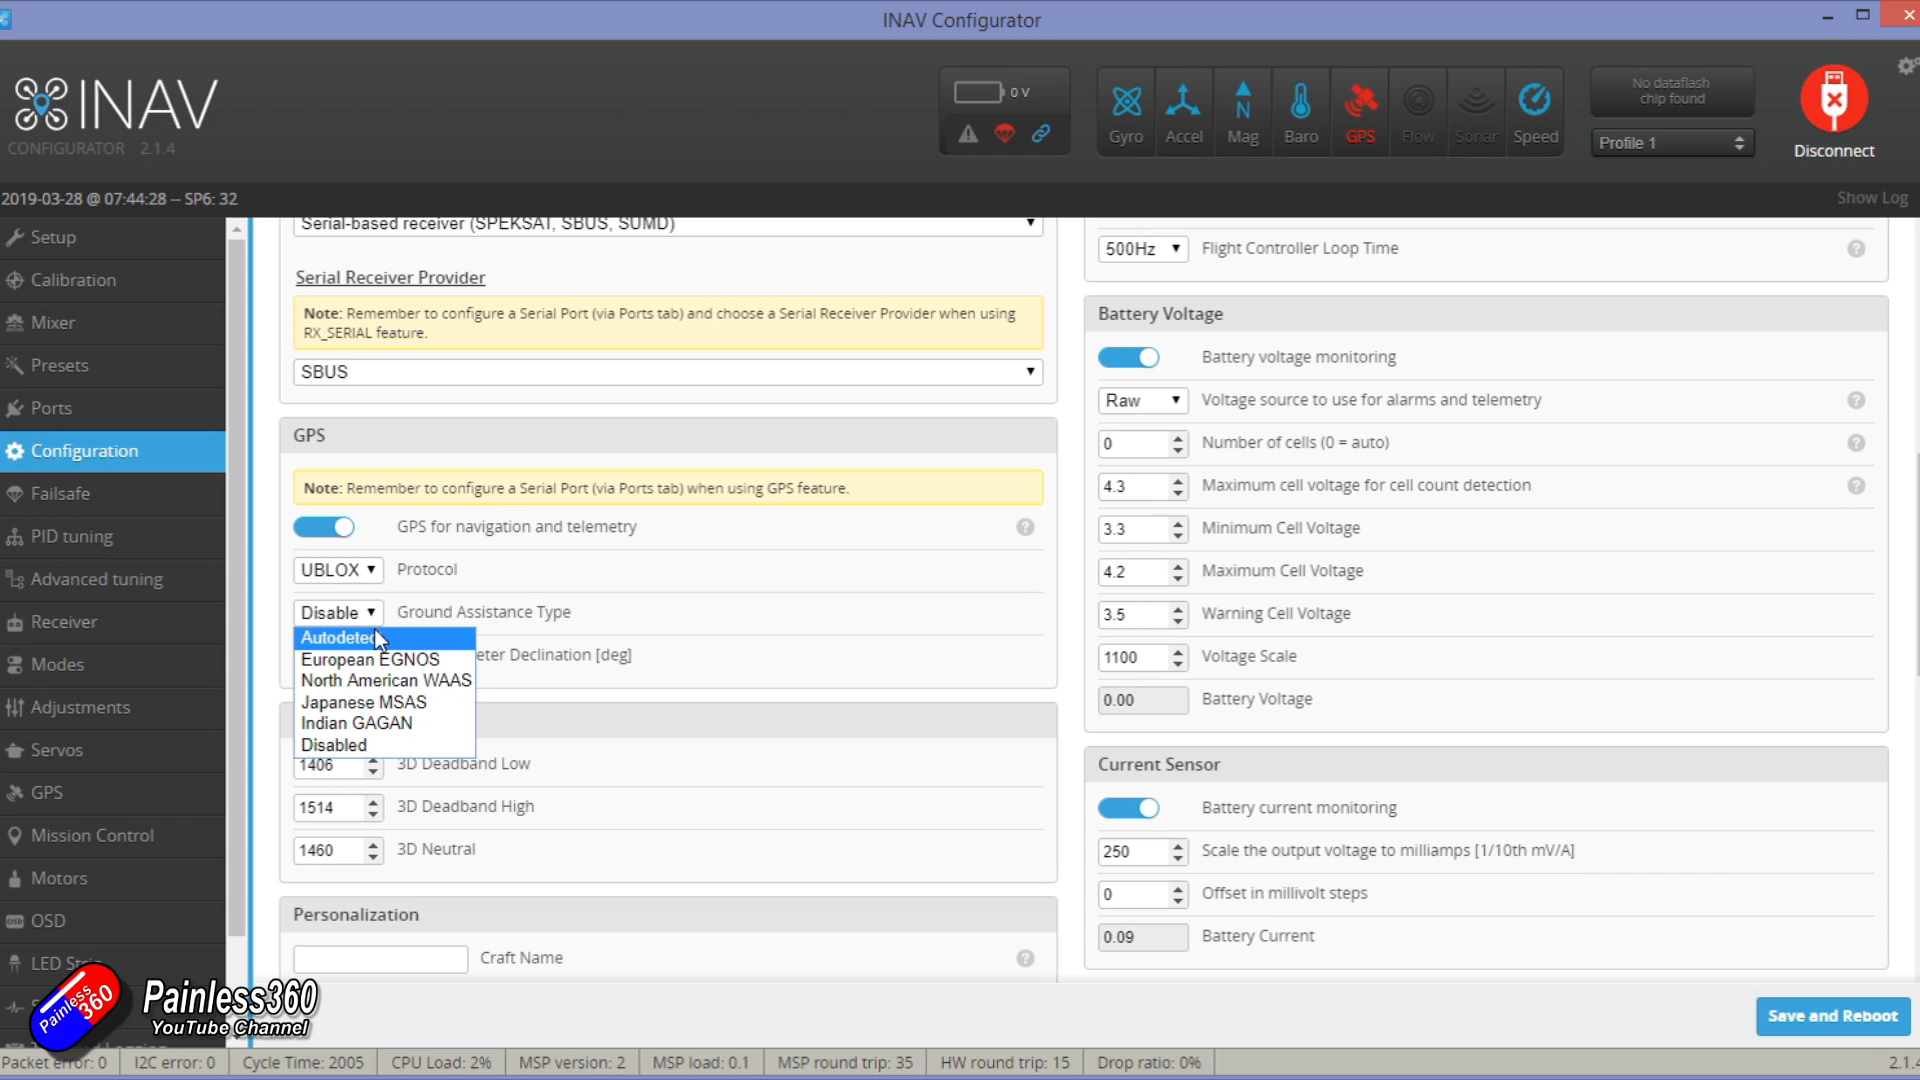 INAV Configurator
INAV
CONFIGURATOR 2.1.4
0 V
Gyro
Accel
Mag
Baro
GPS
Flow
Sonar
Speed
No dataflash
chip found
Profile 1
Disconnect
2019-03-28 @ 07:44:28 -- SP6: 32
Show Log
Setup
Calibration
Mixer
Presets
Ports
Configuration
Failsafe
PID tuning
Advanced tuning
Receiver
Modes
Adjustments
Servos
GPS
Mission Control
Motors
OSD
LED
Serial-based receiver (SPEKSAT, SBUS, SUMD)
Serial Receiver Provider
Note: Remember to configure a Serial Port (via Ports tab) and choose a Serial Receiver Provider when using
RX_SERIAL feature.
SBUS
GPS
Note: Remember to configure a Serial Port (via Ports tab) when using GPS feature.
GPS for navigation and telemetry
UBLOX Protocol
Disable Ground Assistance Type
Autodetec
European EGNOS
North American WAAS
Japanese MSAS
Indian GAGAN
Disabled
eter Declination [deg]
1406 3D Deadband Low
1514 3D Deadband High
1460 3D Neutral
Personalization
Craft Name
500Hz Flight Controller Loop Time
Battery Voltage
Battery voltage monitoring
Raw Voltage source to use for alarms and telemetry
0 Number of cells (0 = auto)
4.3 Maximum cell voltage for cell count detection
3.3 Minimum Cell Voltage
4.2 Maximum Cell Voltage
3.5 Warning Cell Voltage
1100 Voltage Scale
0.00 Battery Voltage
Current Sensor
Battery current monitoring
250 Scale the output voltage to milliamps [1/10th mV/A]
0 Offset in millivolt steps
0.09 Battery Current
Save and Reboot
Painless 360
Painless360
YouTube Channel
Packet error: 0 I2C error: 0 Cycle Time: 2005 CPU Load: 2% MSP version: 2 MSP load: 0.1 MSP round trip: 35 HW round trip: 15 Drop ratio: 0% 2.1.4